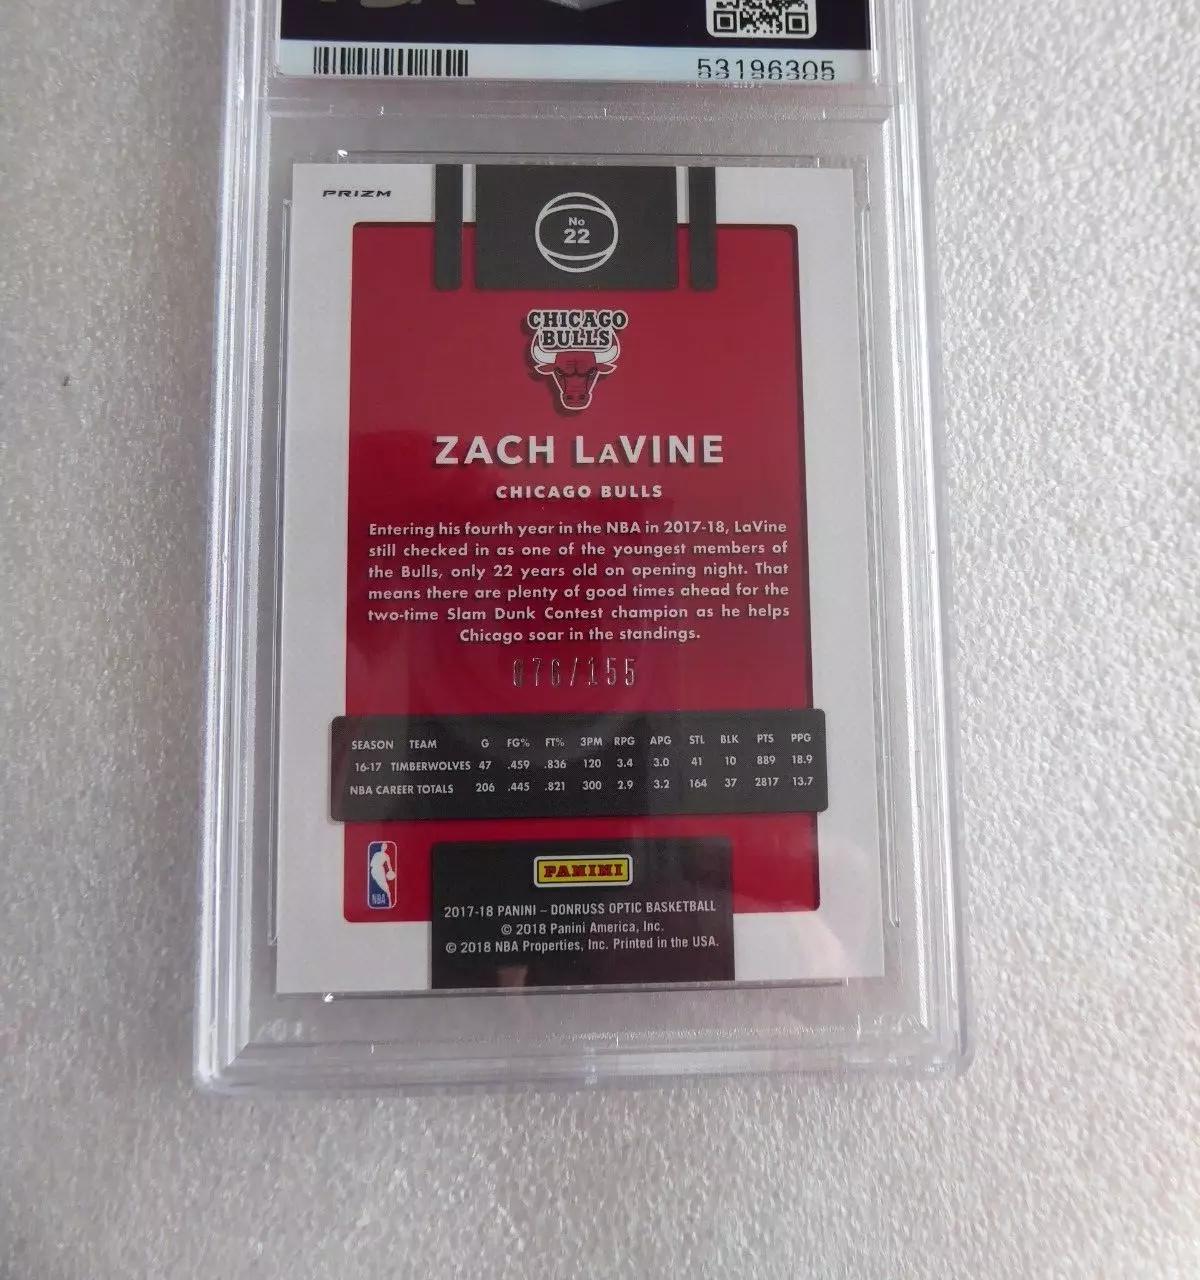 53196305
PRIZM
No
22
CHICAGO
BULLS
ZACH LaVINE
CHICAGO BULLS
Entering his fourth year in the NBA in 2017-18, LaVine
still checked in as one of the youngest members of
the Bulls, only 22 years old on opening night. That
means there are plenty of good times ahead for the
two-time Slam Dunk Contest champion as he helps
Chicago soar in the standings.
076/155
SEASON TEAM G FG% FT% 3PM RPG APG STL BLK PTS PPG
16-17 TIMBERWOLVES 47 .459 .836 120 3.4 3.0 41 10 889 18.9
NBA CAREER TOTALS 206 .445 .821 300 2.9 3.2 164 37 2817 13.7
NBA
PANINI
2017-18 PANINI – DONRUSS OPTIC BASKETBALL
© 2018 Panini America, Inc.
© 2018 NBA Properties, Inc. Printed in the USA.